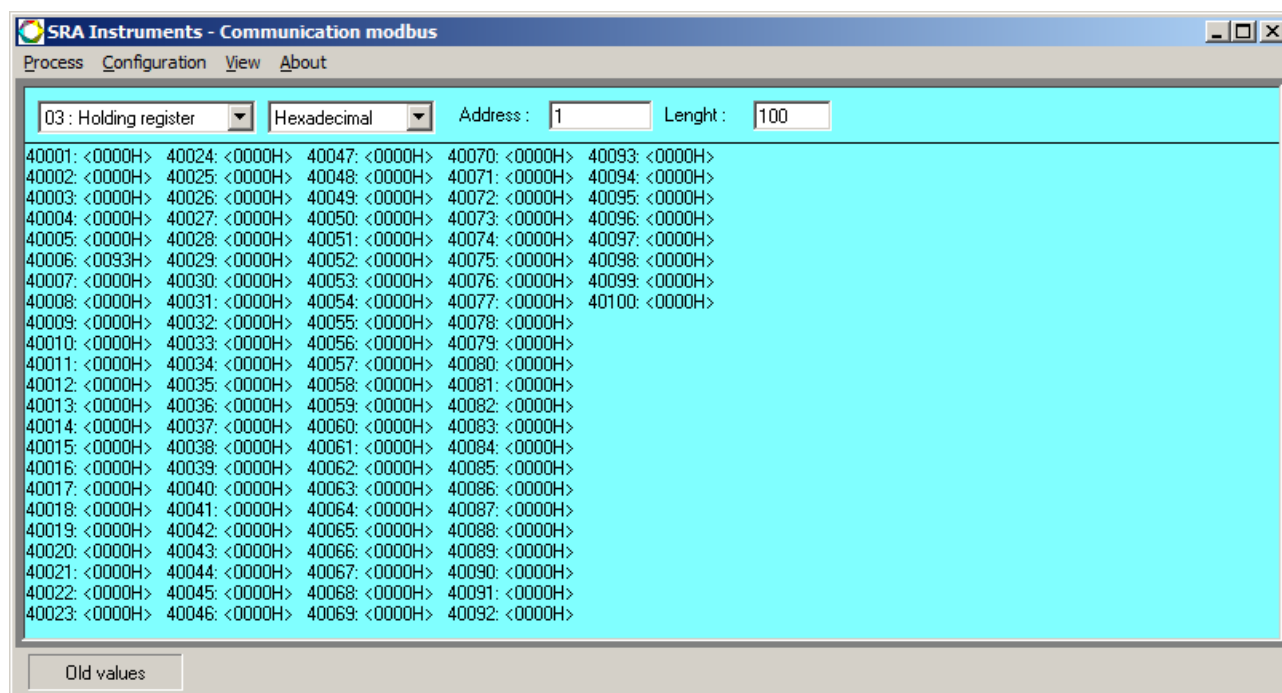 SRA Instruments - Communication modbus
Process Configuration View About
03 : Holding register Hexadecimal Address : 1 Lenght : 100
40001: <0000H> 40024: <0000H> 40047: <0000H> 40070: <0000H> 40093: <0000H>
40002: <0000H> 40025: <0000H> 40048: <0000H> 40071: <0000H> 40094: <0000H>
40003: <0000H> 40026: <0000H> 40049: <0000H> 40072: <0000H> 40095: <0000H>
40004: <0000H> 40027: <0000H> 40050: <0000H> 40073: <0000H> 40096: <0000H>
40005: <0000H> 40028: <0000H> 40051: <0000H> 40074: <0000H> 40097: <0000H>
40006: <0093H> 40029: <0000H> 40052: <0000H> 40075: <0000H> 40098: <0000H>
40007: <0000H> 40030: <0000H> 40053: <0000H> 40076: <0000H> 40099: <0000H>
40008: <0000H> 40031: <0000H> 40054: <0000H> 40077: <0000H> 40100: <0000H>
40009: <0000H> 40032: <0000H> 40055: <0000H> 40078: <0000H>
40010: <0000H> 40033: <0000H> 40056: <0000H> 40079: <0000H>
40011: <0000H> 40034: <0000H> 40057: <0000H> 40080: <0000H>
40012: <0000H> 40035: <0000H> 40058: <0000H> 40081: <0000H>
40013: <0000H> 40036: <0000H> 40059: <0000H> 40082: <0000H>
40014: <0000H> 40037: <0000H> 40060: <0000H> 40083: <0000H>
40015: <0000H> 40038: <0000H> 40061: <0000H> 40084: <0000H>
40016: <0000H> 40039: <0000H> 40062: <0000H> 40085: <0000H>
40017: <0000H> 40040: <0000H> 40063: <0000H> 40086: <0000H>
40018: <0000H> 40041: <0000H> 40064: <0000H> 40087: <0000H>
40019: <0000H> 40042: <0000H> 40065: <0000H> 40088: <0000H>
40020: <0000H> 40043: <0000H> 40066: <0000H> 40089: <0000H>
40021: <0000H> 40044: <0000H> 40067: <0000H> 40090: <0000H>
40022: <0000H> 40045: <0000H> 40068: <0000H> 40091: <0000H>
40023: <0000H> 40046: <0000H> 40069: <0000H> 40092: <0000H>
Old values